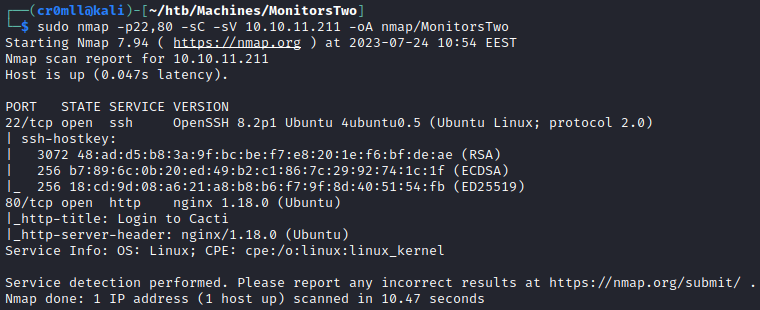 ┌──(cr0mll@kali)-[~/htb/Machines/MonitorsTwo]
└─$ sudo nmap -p22,80 -sC -sV 10.10.11.211 -oA nmap/MonitorsTwo
Starting Nmap 7.94 ( https://nmap.org ) at 2023-07-24 10:54 EEST
Nmap scan report for 10.10.11.211
Host is up (0.047s latency).

PORT   STATE SERVICE VERSION
22/tcp open  ssh     OpenSSH 8.2p1 Ubuntu 4ubuntu0.5 (Ubuntu Linux; protocol 2.0)
| ssh-hostkey:
|   3072 48:ad:d5:b8:3a:9f:bc:be:f7:e8:20:1e:f6:bf:de:ae (RSA)
|   256 b7:89:6c:0b:20:ed:49:b2:c1:86:7c:29:92:74:1c:1f (ECDSA)
|_  256 18:cd:9d:08:a6:21:a8:b8:b6:f7:9f:8d:40:51:54:fb (ED25519)
80/tcp open  http    nginx 1.18.0 (Ubuntu)
|_http-title: Login to Cacti
|_http-server-header: nginx/1.18.0 (Ubuntu)
Service Info: OS: Linux; CPE: cpe:/o:linux:linux_kernel

Service detection performed. Please report any incorrect results at https://nmap.org/submit/ .
Nmap done: 1 IP address (1 host up) scanned in 10.47 seconds